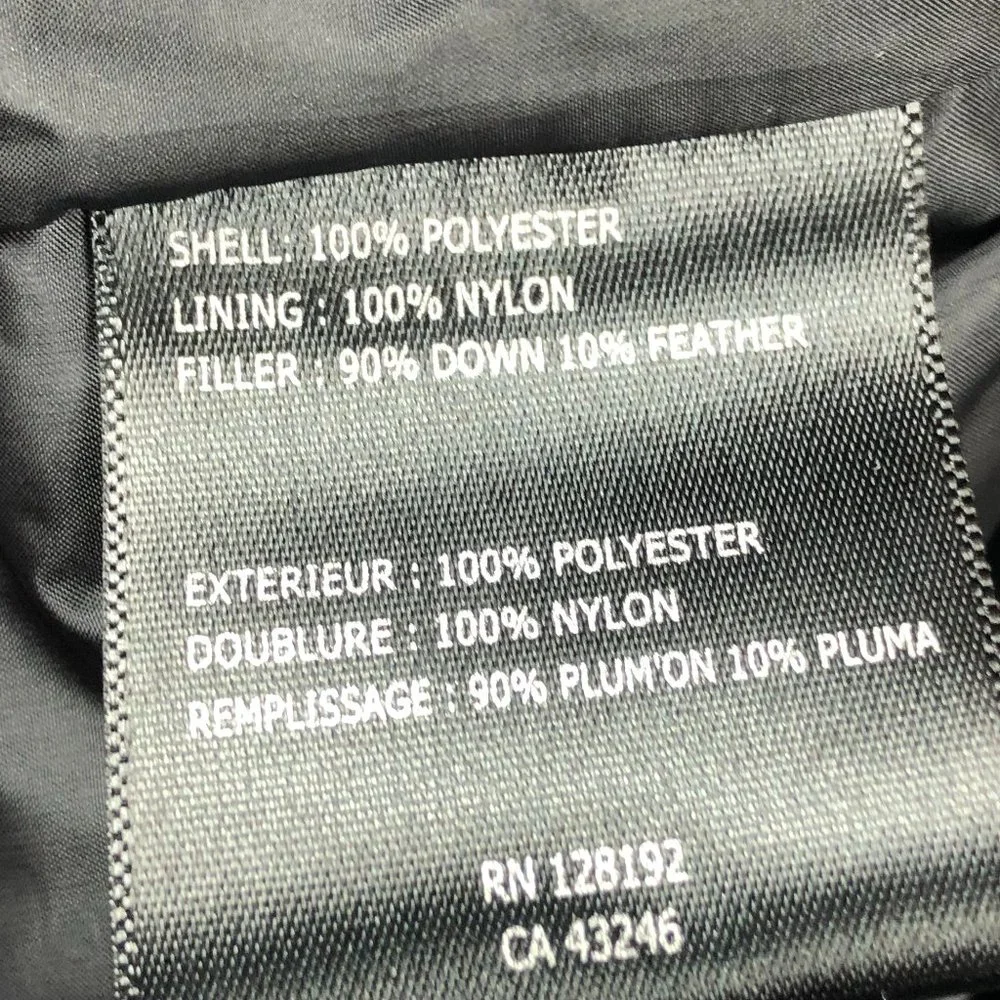 SHELL: 100% POLYESTER
LINING : 100% NYLON
FILLER : 90% DOWN 10% FEATHER
EXTERIEUR : 100% POLYESTER
DOUBLURE : 100% NYLON
REMPLISSAGE : 90% PLUM'ON 10% PLUMA
RN 128192
CA 43246